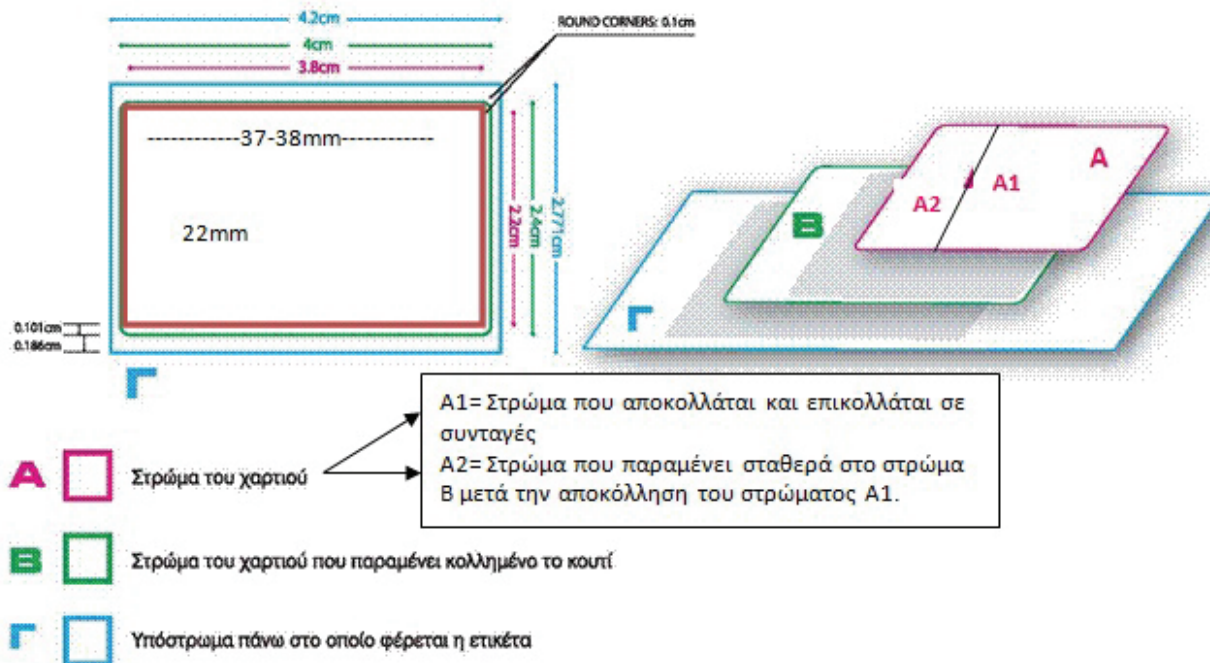 4.2cm
ROUND CORNERS: 0.1cm
4cm
3.8cm
------------37-38mm------------
22mm
2.2cm
2.4cm
2.771cm
0.101cm
0.186cm
Γ
A
A1
A2
B
Γ
A1= Στρώμα που αποκολλάται και επικολλάται σε
συνταγές
A2= Στρώμα που παραμένει σταθερά στο στρώμα
Β μετά την αποκόλληση του στρώματος A1.
A Στρώμα του χαρτιού
B Στρώμα του χαρτιού που παραμένει κολλημένο το κουτί
Γ Υπόστρωμα πάνω στο οποίο φέρεται η ετικέτα